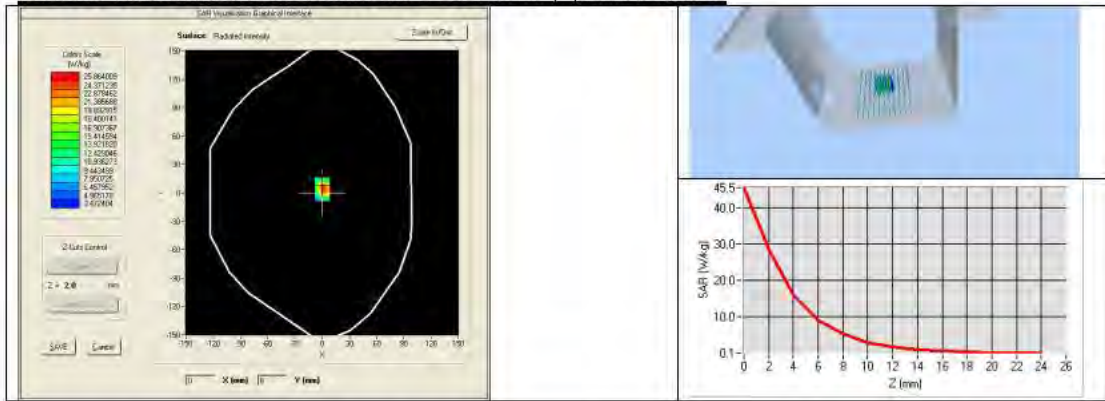 SAR Visualisation Graphical Interface
Surface: Radiated Intensity
Zoom In/Out
Colors Scale
(W/kg)
25.864009
24.371236
22.878462
21.385688
19.892915
18.400141
16.907367
15.414594
13.921820
12.429046
10.936273
9.443499
7.950725
6.457952
4.965178
3.472404
150
120
90
60
30
0
-30
-60
-90
-120
-150
Y
-150 -120 -90 -60 -30 0 30 60 90 120 150
X
Z Cuts Control
Z = 2.0 mm
SAVE Cancel
0 X (mm) 6 Y (mm)
45.5
40.0
30.0
20.0
10.0
0.1
SAR (W/kg)
0 2 4 6 8 10 12 14 16 18 20 22 24 26
Z (mm)